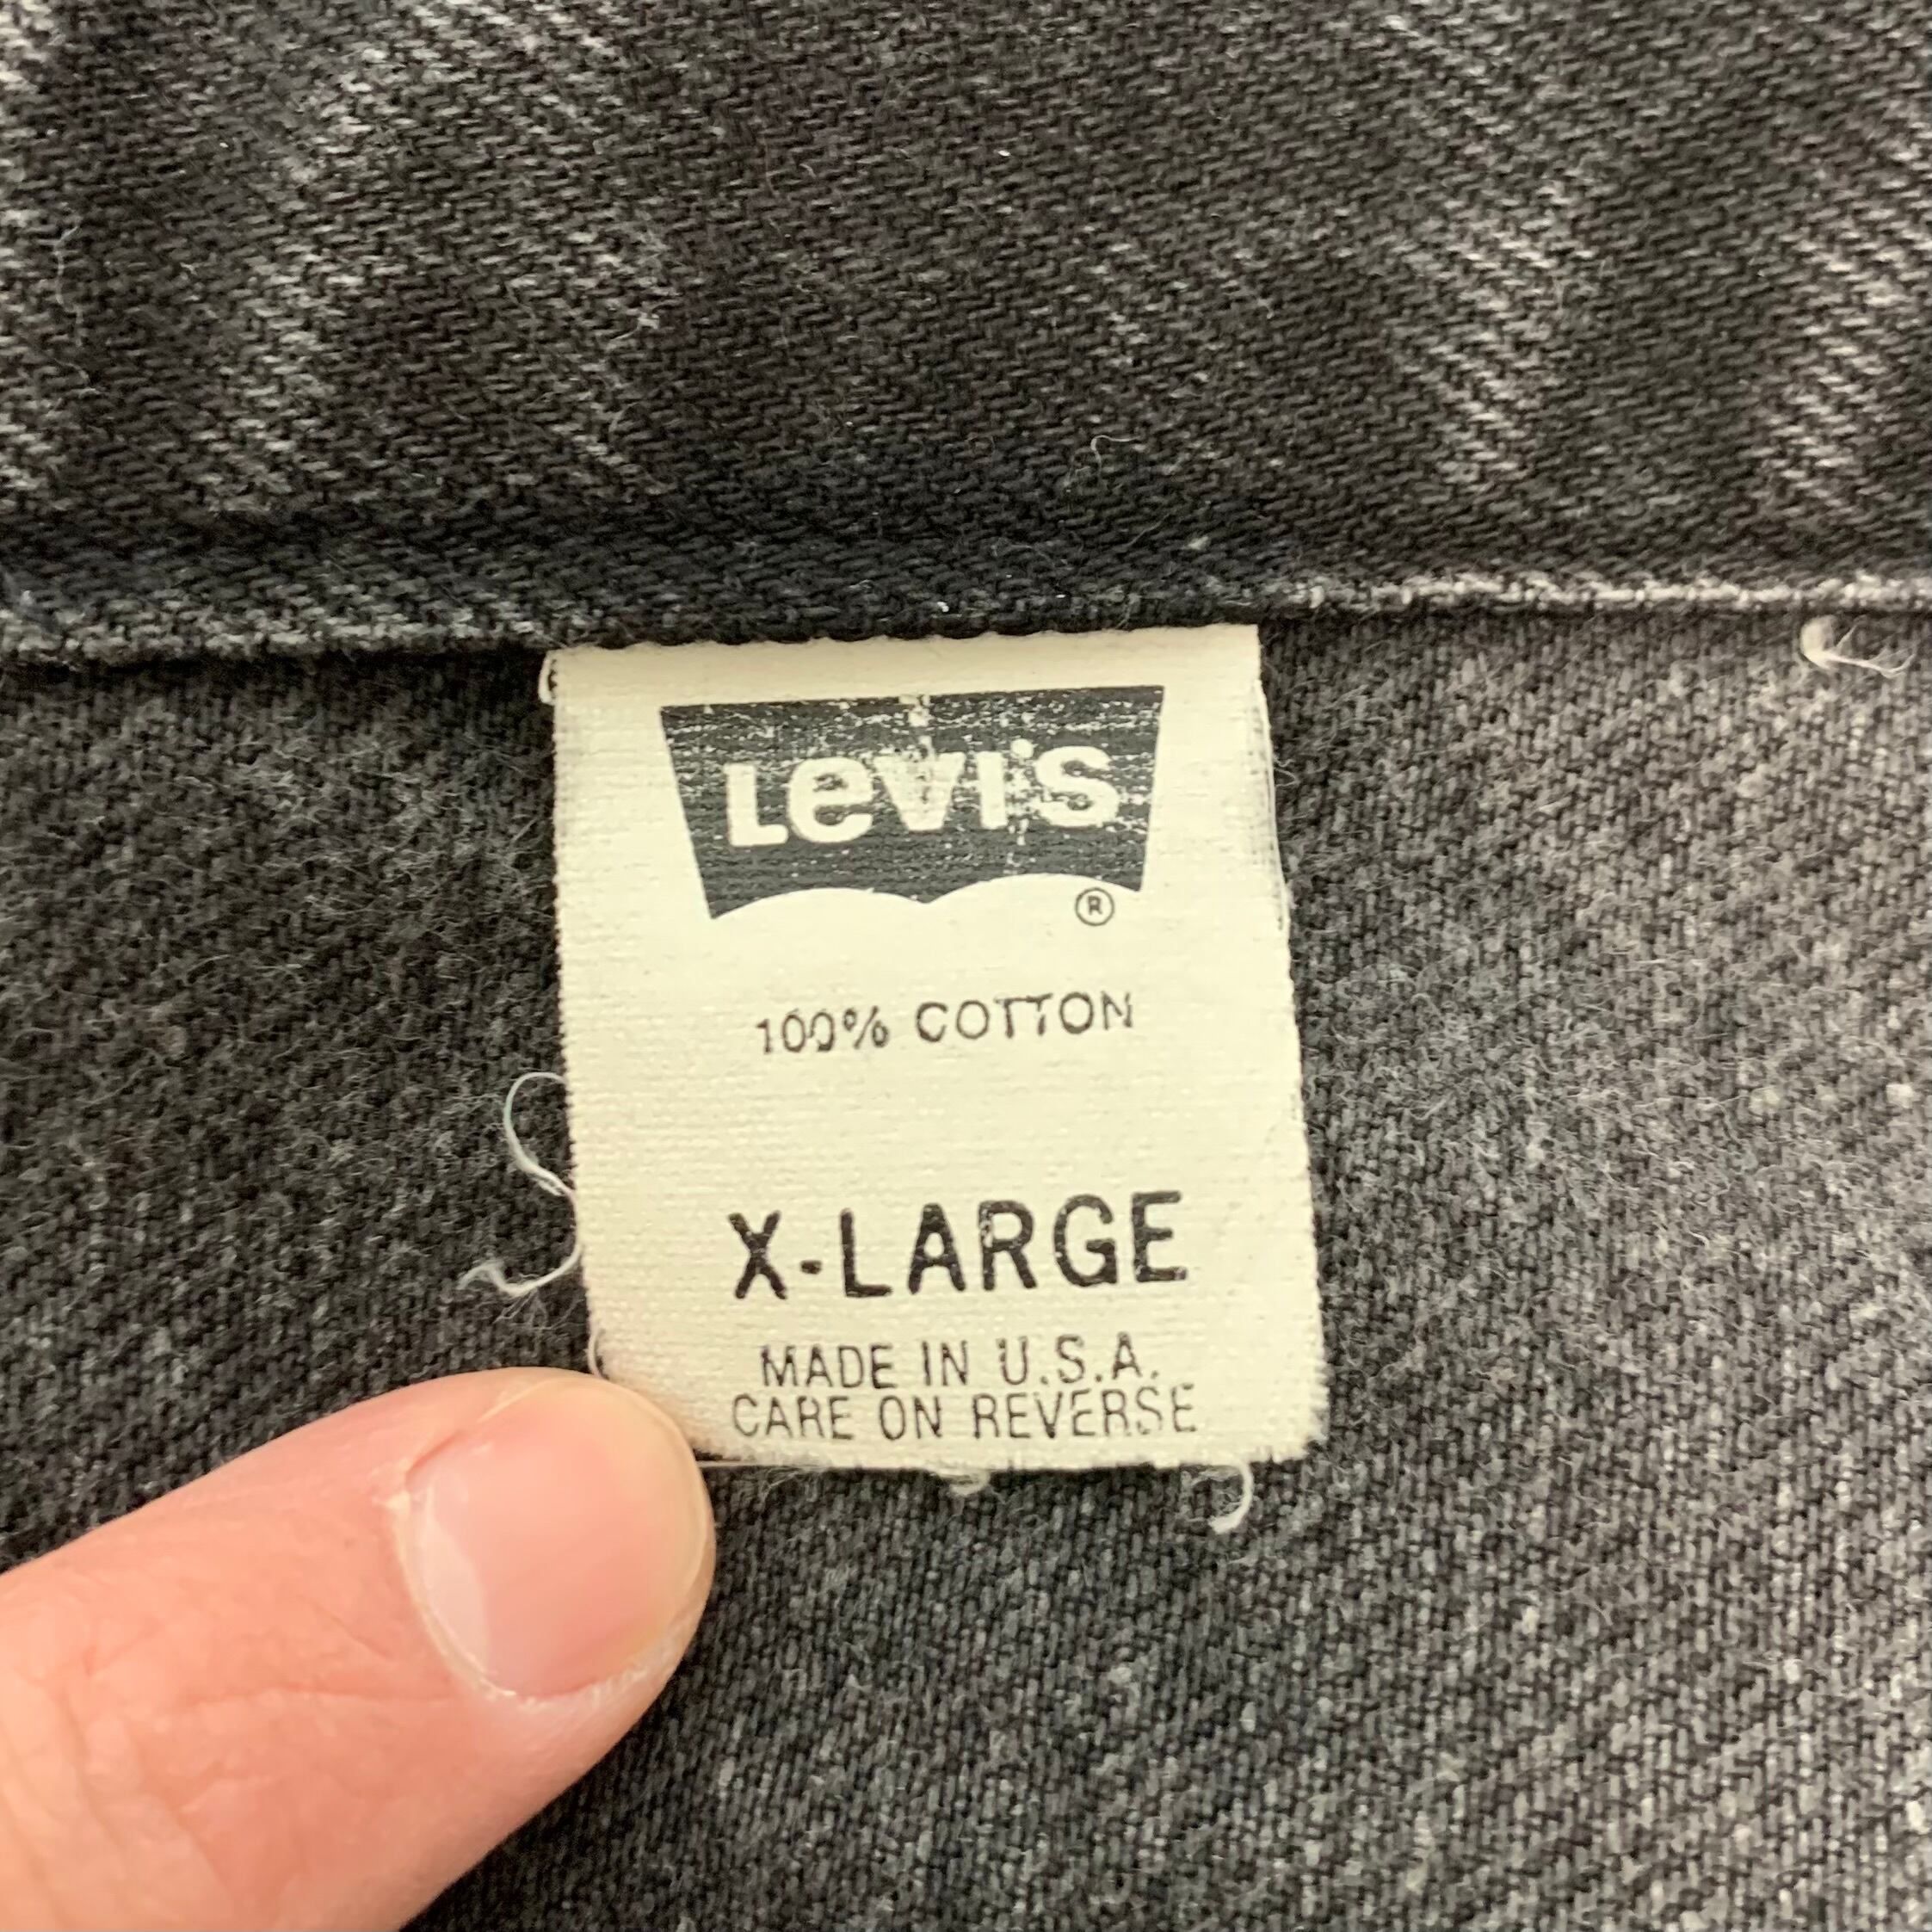 Levi's
®
100% COTTON
X-LARGE
MADE IN U.S.A.
CARE ON REVERSE